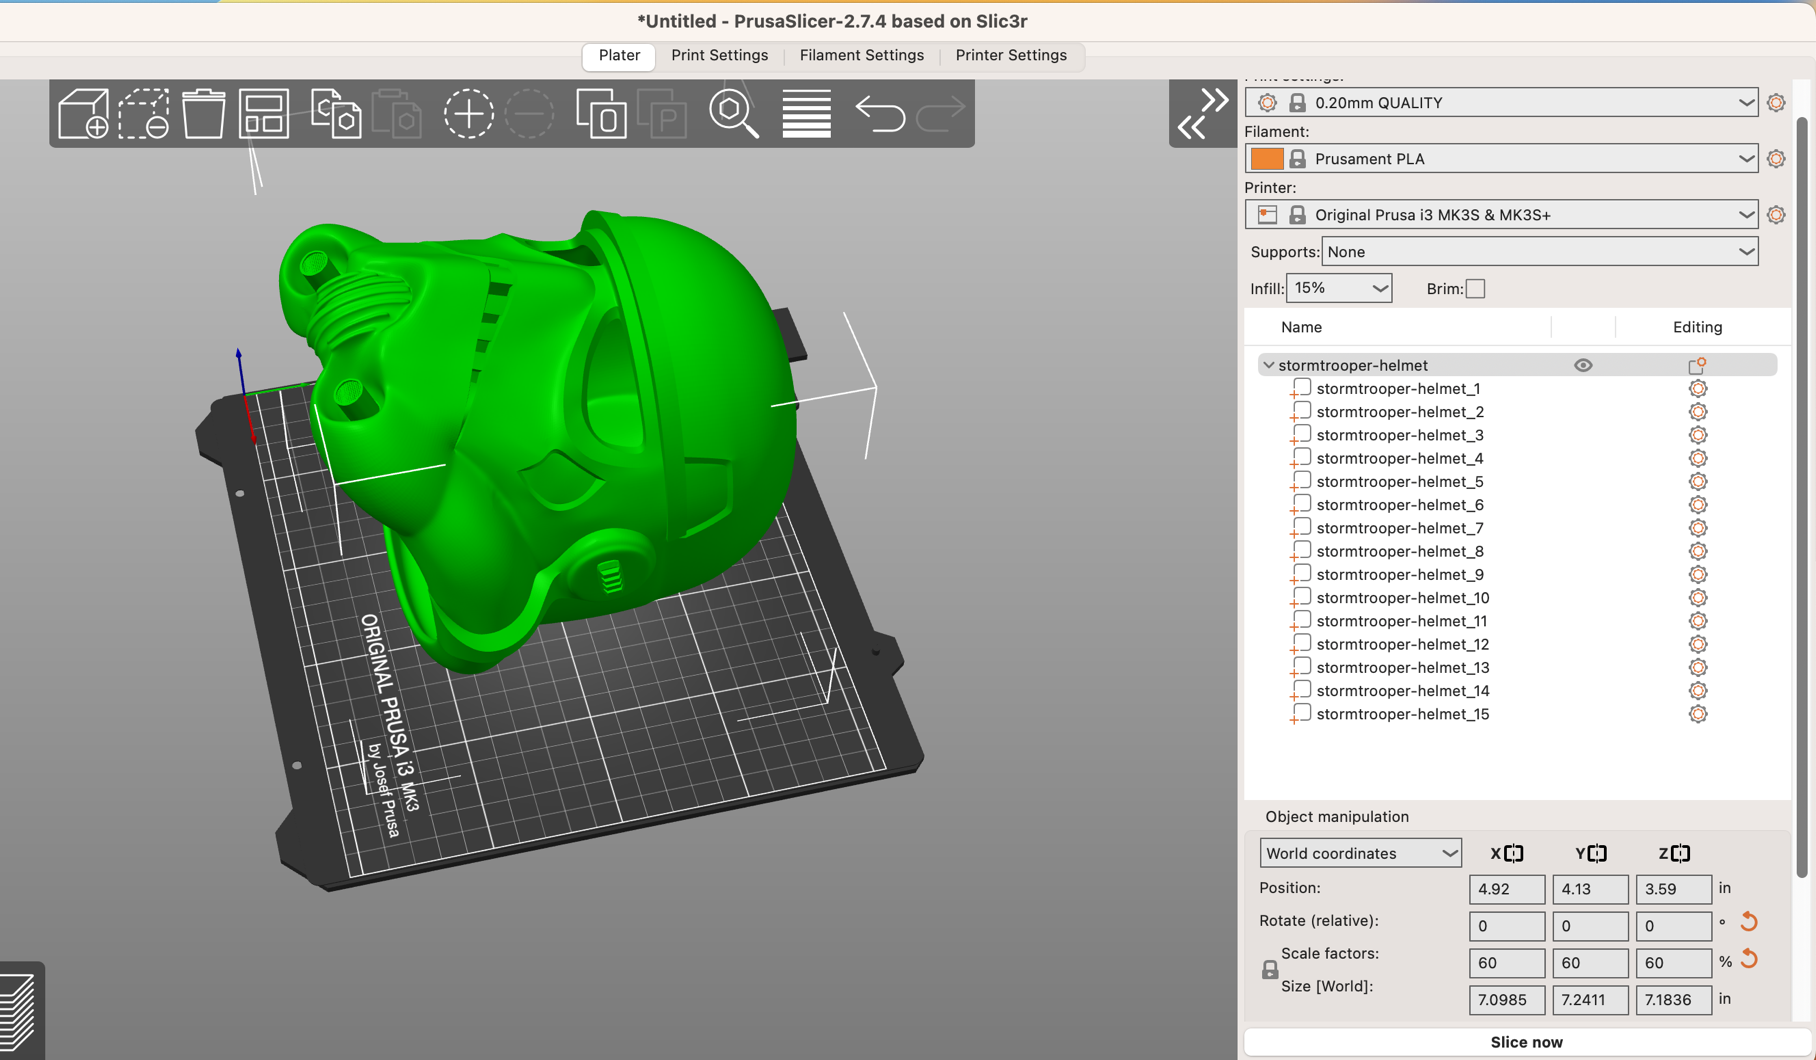 *Untitled - PrusaSlicer-2.7.4 based on Slic3r
Plater Print Settings Filament Settings Printer Settings
0.20mm QUALITY
Filament:
Prusament PLA
Printer:
Original Prusa i3 MK3S & MK3S+
Supports: None
Infill: 15% Brim:
Name Editing
stormtrooper-helmet
stormtrooper-helmet_1
stormtrooper-helmet_2
stormtrooper-helmet_3
stormtrooper-helmet_4
stormtrooper-helmet_5
stormtrooper-helmet_6
stormtrooper-helmet_7
stormtrooper-helmet_8
stormtrooper-helmet_9
stormtrooper-helmet_10
stormtrooper-helmet_11
stormtrooper-helmet_12
stormtrooper-helmet_13
stormtrooper-helmet_14
stormtrooper-helmet_15
Object manipulation
World coordinates X Y Z
Position: 4.92 4.13 3.59 in
Rotate (relative): 0 0 0 °
Scale factors: 60 60 60 %
Size [World]: 7.0985 7.2411 7.1836 in
Slice now
ORIGINAL PRUSA i3 MK3
by Josef Prusa